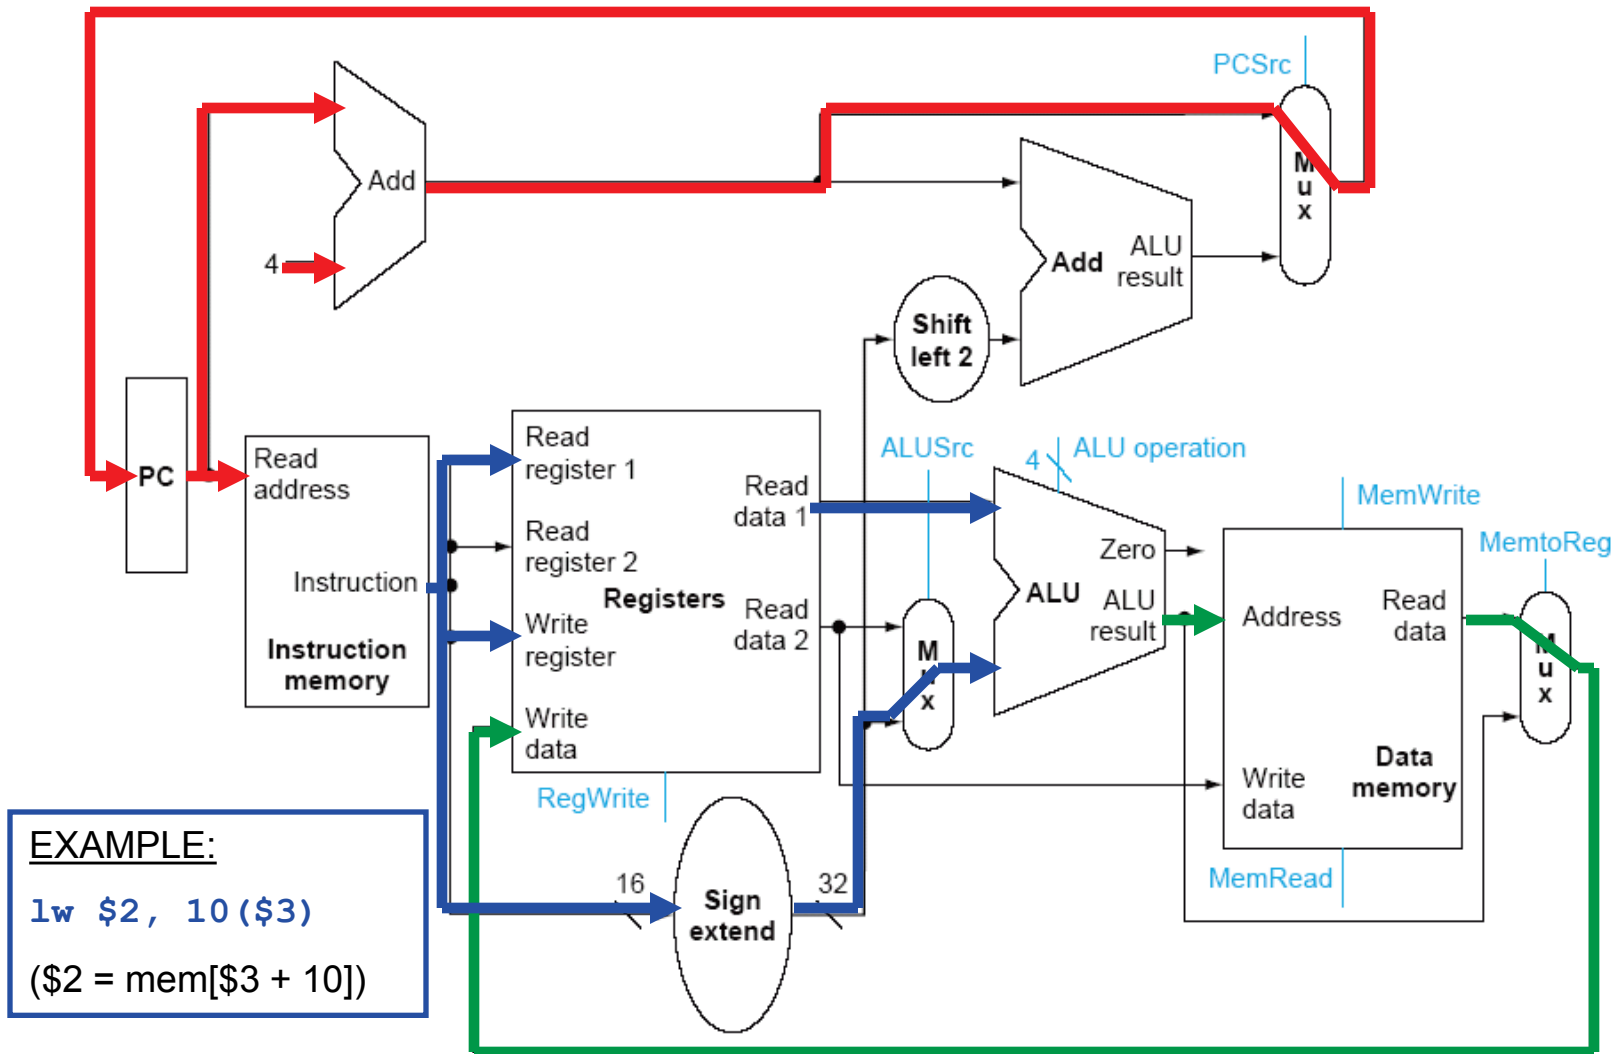 PCSrc
M
u
x
Add
4
Add
ALU
result
Shift
left 2
PC
Read
address
Instruction
Instruction
memory
Read
register 1
Read
register 2
Registers
Write
register
Write
data
Read
data 1
Read
data 2
RegWrite
ALUSrc
M
u
x
4
ALU operation
Zero
ALU
ALU
result
MemWrite
MemtoReg
Address
Read
data
M
u
x
Write
data
Data
memory
MemRead
16
Sign
extend
32
EXAMPLE:
lw $2, 10($3)
($2 = mem[$3 + 10])